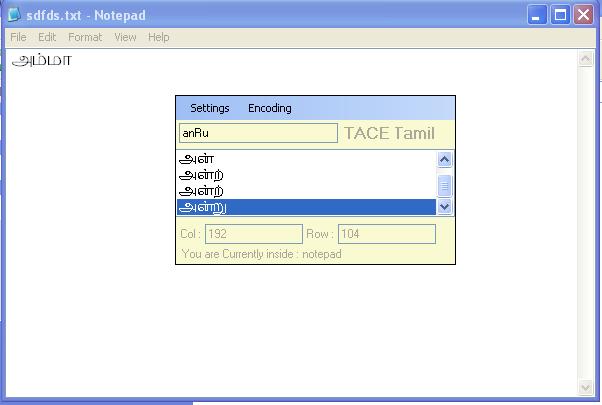 sdfds.txt - Notepad
File Edit Format View Help
அம்மா
Settings Encoding
anRu TACE Tamil
அன்
அன்ற்
அன்ற்
அன்று
Col : 192 Row : 104
You are Currently inside : notepad